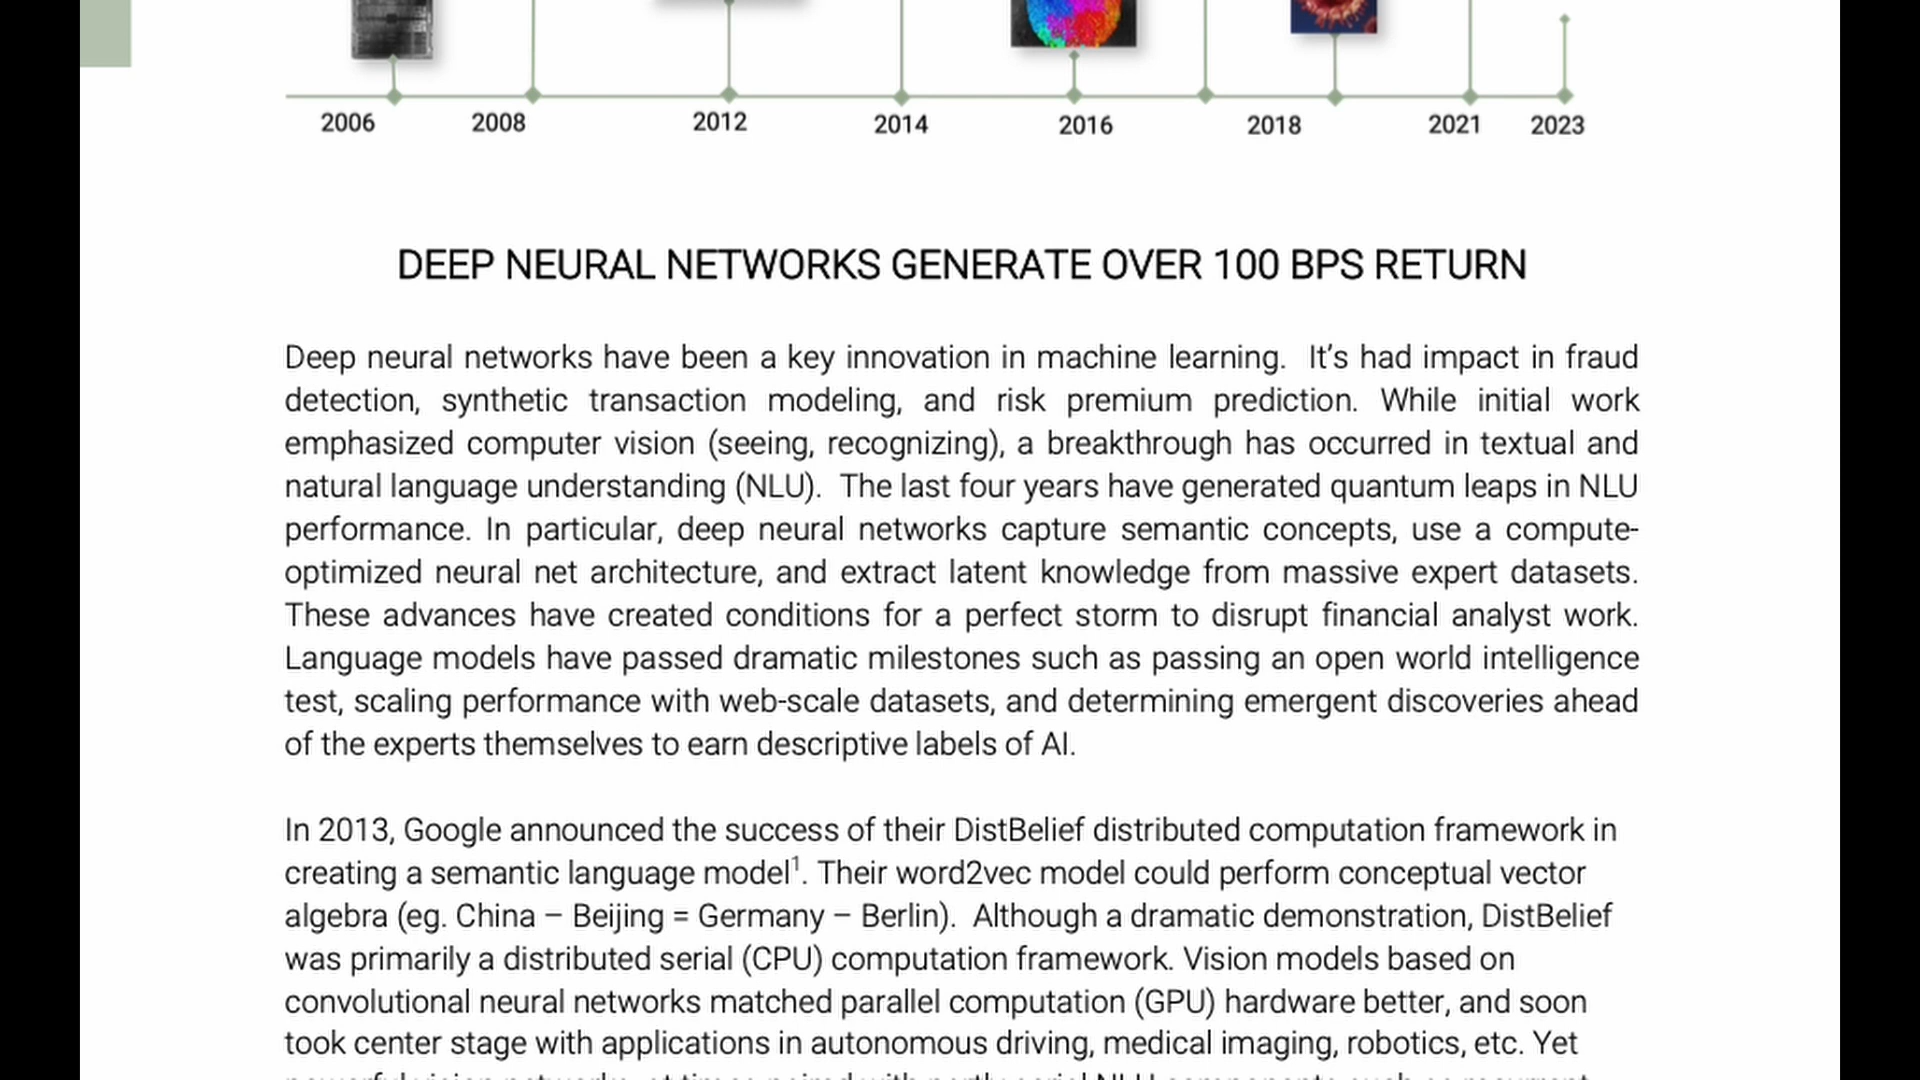 2006 2008 2012 2014 2016 2018 2021 2023
DEEP NEURAL NETWORKS GENERATE OVER 100 BPS RETURN
Deep neural networks have been a key innovation in machine learning.  It’s had impact in fraud
detection, synthetic transaction modeling, and risk premium prediction. While initial work
emphasized computer vision (seeing, recognizing), a breakthrough has occurred in textual and
natural language understanding (NLU).  The last four years have generated quantum leaps in NLU
performance. In particular, deep neural networks capture semantic concepts, use a compute-
optimized neural net architecture, and extract latent knowledge from massive expert datasets.
These advances have created conditions for a perfect storm to disrupt financial analyst work.
Language models have passed dramatic milestones such as passing an open world intelligence
test, scaling performance with web-scale datasets, and determining emergent discoveries ahead
of the experts themselves to earn descriptive labels of AI.
In 2013, Google announced the success of their DistBelief distributed computation framework in
creating a semantic language model¹. Their word2vec model could perform conceptual vector
algebra (eg. China – Beijing = Germany – Berlin).  Although a dramatic demonstration, DistBelief
was primarily a distributed serial (CPU) computation framework. Vision models based on
convolutional neural networks matched parallel computation (GPU) hardware better, and soon
took center stage with applications in autonomous driving, medical imaging, robotics, etc. Yet